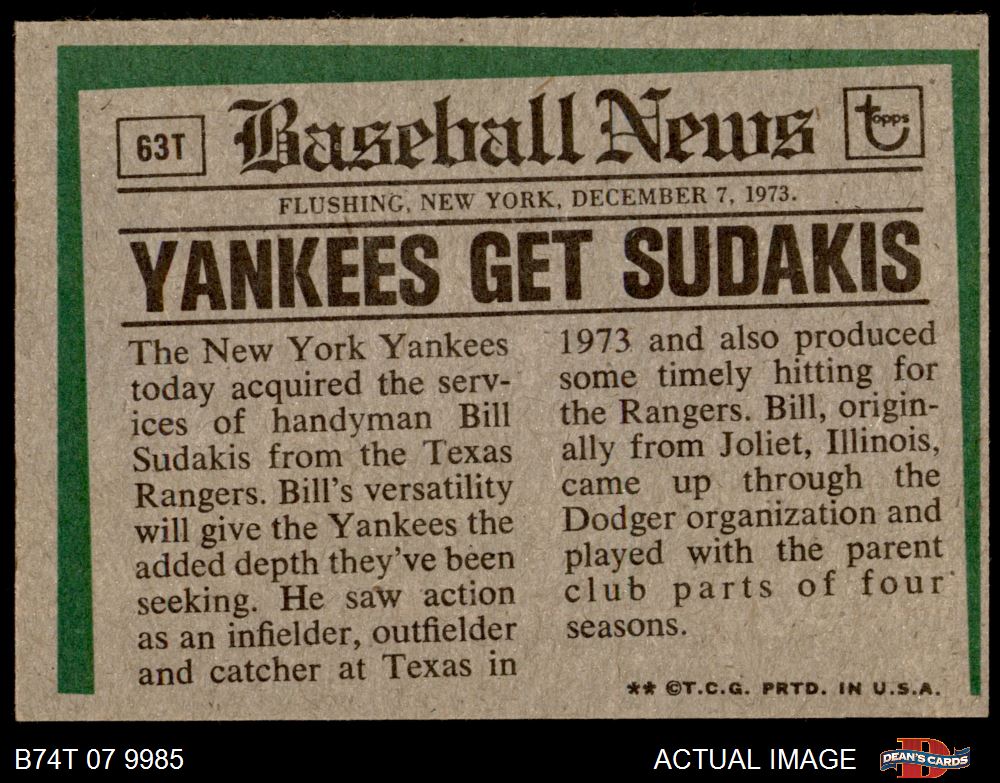 63T
Baseball News
topps
FLUSHING, NEW YORK, DECEMBER 7, 1973.
YANKEES GET SUDAKIS
The New York Yankees
today acquired the serv-
ices of handyman Bill
Sudakis from the Texas
Rangers. Bill's versatility
will give the Yankees the
added depth they've been
seeking. He saw action
as an infielder, outfielder
and catcher at Texas in
1973 and also produced
some timely hitting for
the Rangers. Bill, origin-
ally from Joliet, Illinois,
came up through the
Dodger organization and
played with the parent
club parts of four
seasons.
** ©T.C.G. PRTD. IN U.S.A.
B74T 07 9985
ACTUAL IMAGE
DEAN'S CARDS